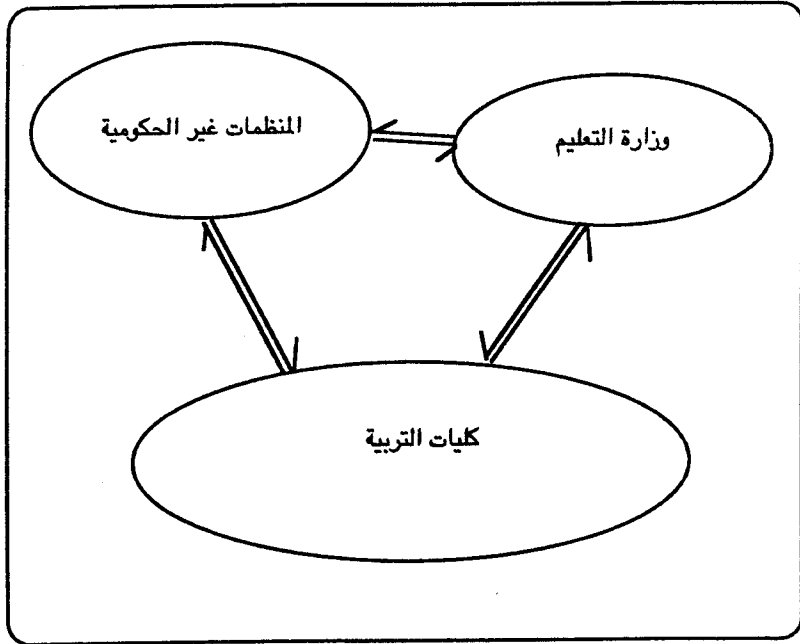 وزارة التعليم
المنظمات غير الحكومية
كليات التربية